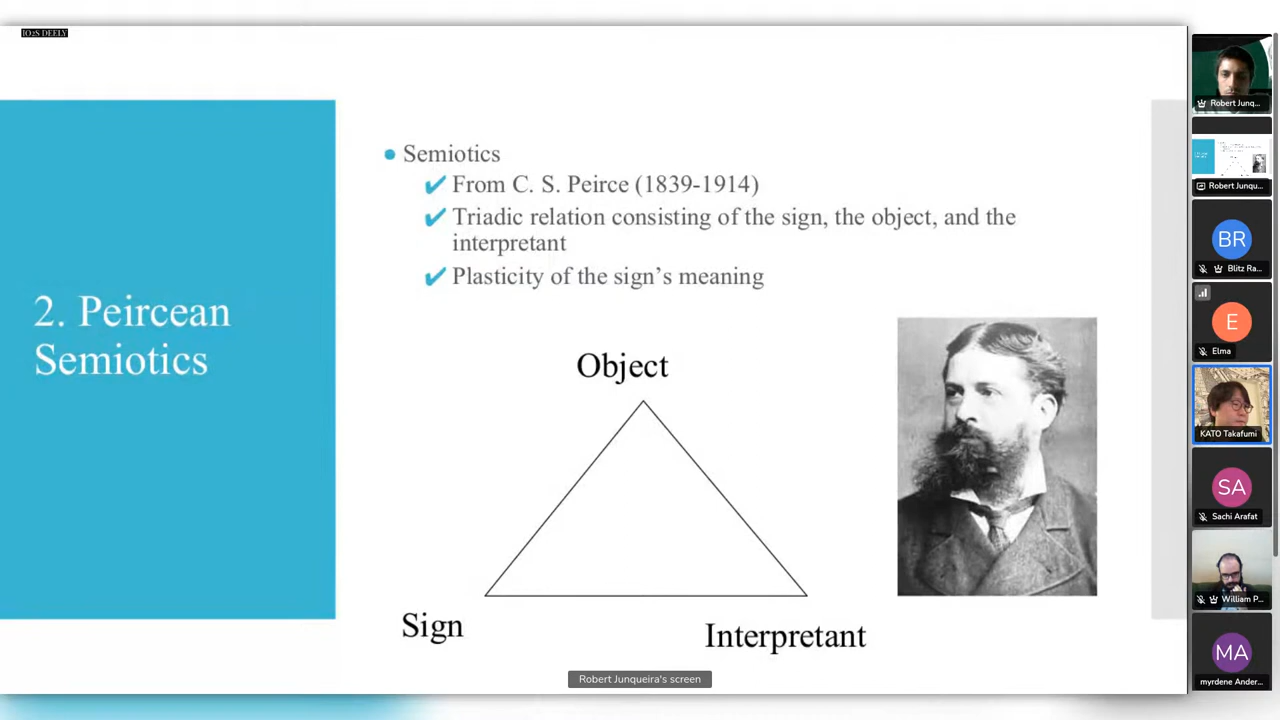 IO2S DEELY
2. Peircean
Semiotics
Semiotics
From C. S. Peirce (1839-1914)
Triadic relation consisting of the sign, the object, and the
interpretant
Plasticity of the sign’s meaning
Object
Sign
Interpretant
Robert Junqueira's screen
Robert Junq...
Robert Junqu...
BR
Blitz Ra...
E
Elma
KATO Takafumi
SA
Sachi Arafat
William P...
MA
myrdene Ander...